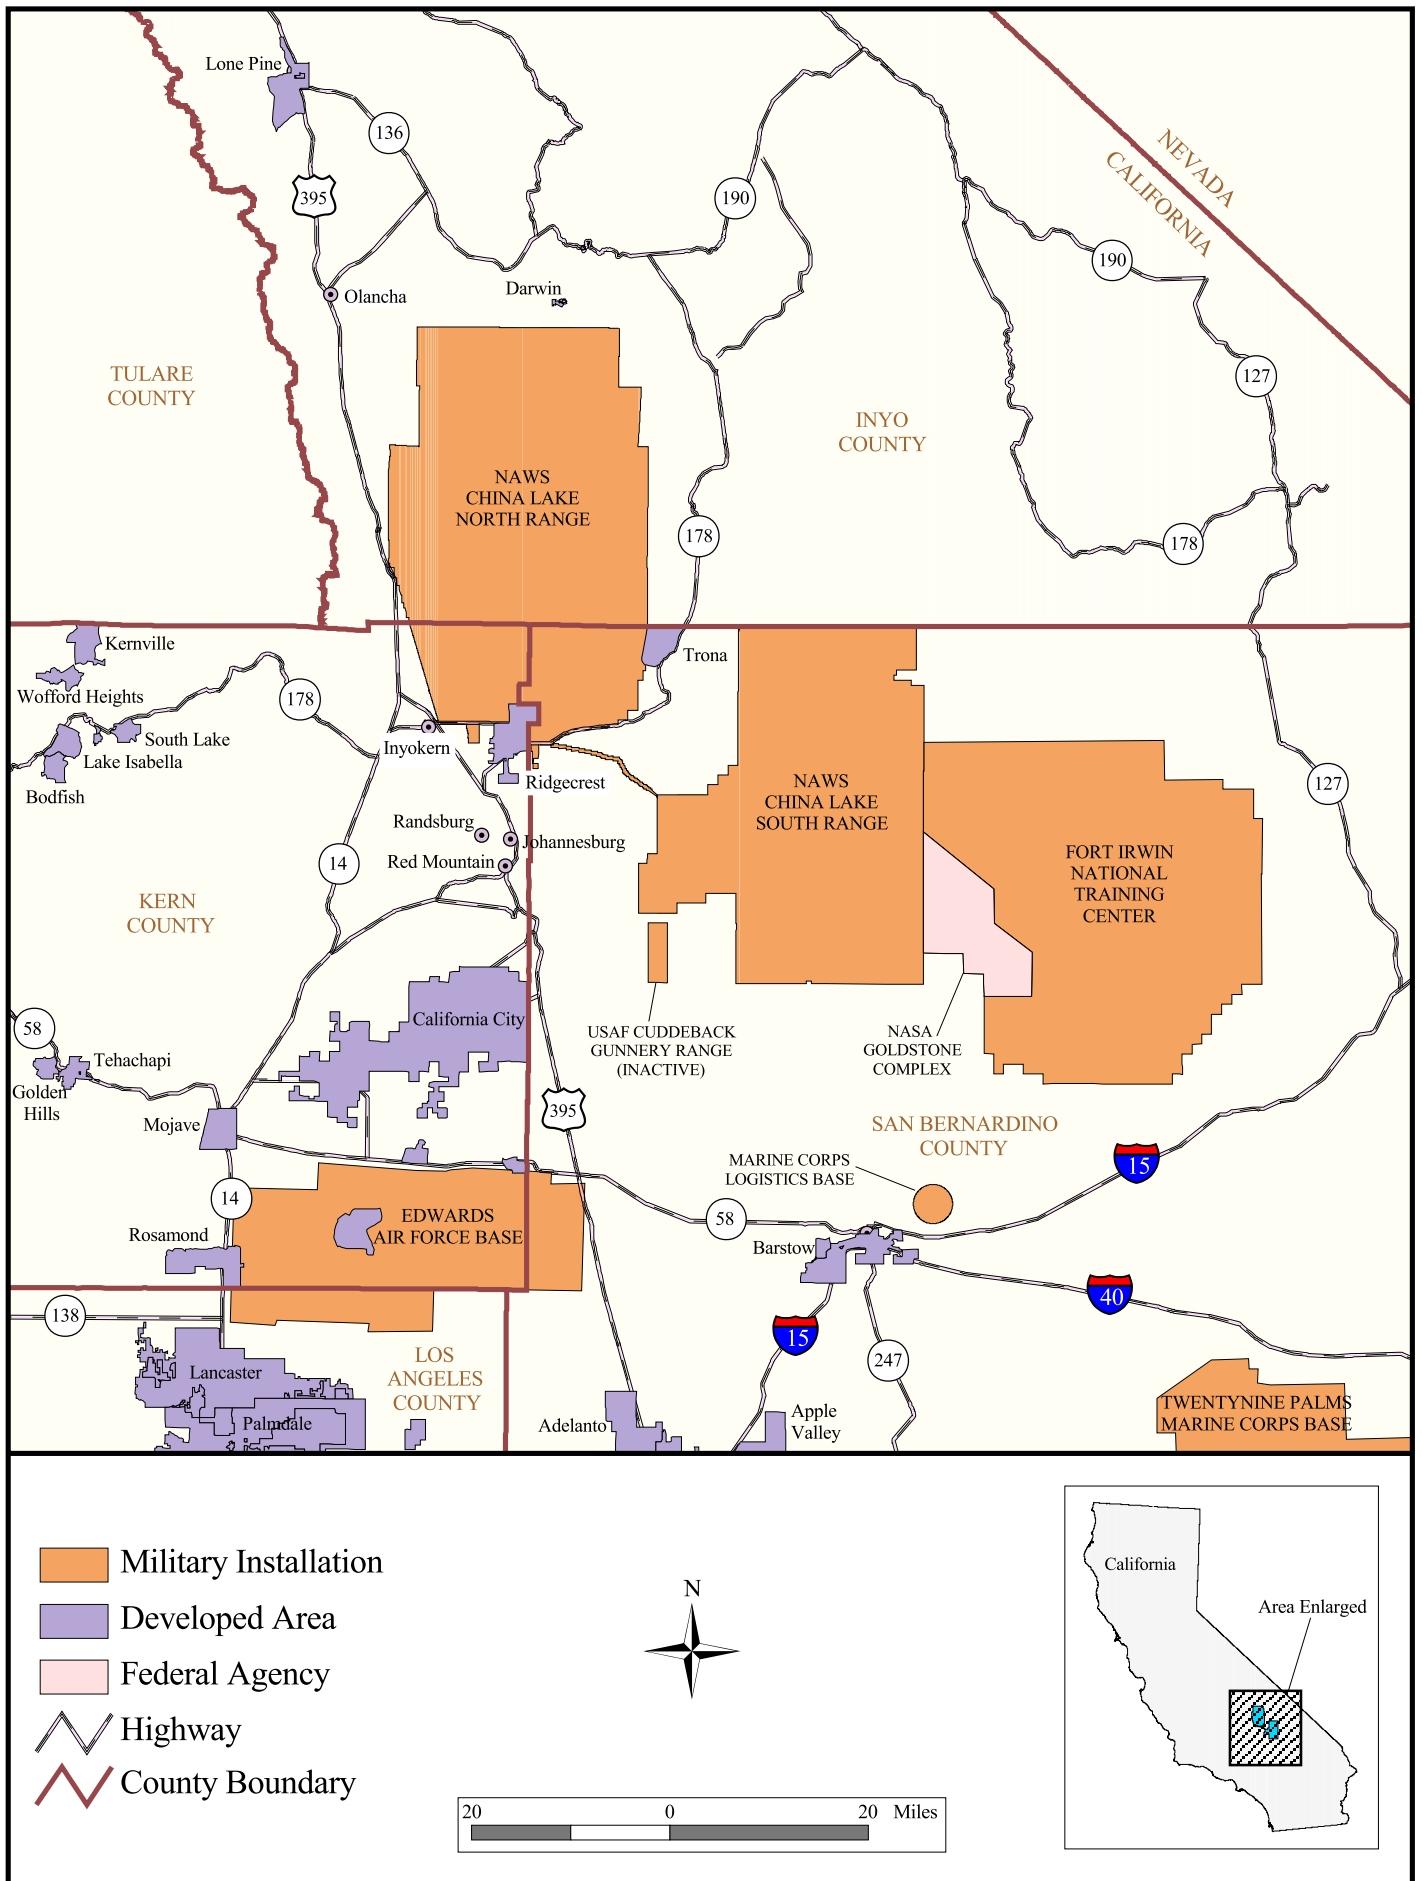 Lone Pine
136
395
190
NEVADA
CALIFORNIA
190
Olancha
Darwin
TULARE
COUNTY
127
INYO
COUNTY
NAWS
CHINA LAKE
NORTH RANGE
178
178
Kernville
Trona
Wofford Heights
178
South Lake
Lake Isabella
Inyokern
Bodfish
Ridgecrest
127
NAWS
CHINA LAKE
SOUTH RANGE
Randsburg
Johannesburg
Red Mountain
14
FORT IRWIN
NATIONAL
TRAINING
CENTER
KERN
COUNTY
California City
58
USAF CUDDEBACK
GUNNERY RANGE
(INACTIVE)
NASA
GOLDSTONE
COMPLEX
Tehachapi
Golden
Hills
Mojave
395
SAN BERNARDINO
COUNTY
MARINE CORPS
LOGISTICS BASE
15
14
EDWARDS
AIR FORCE BASE
58
Rosamond
Barstow
40
138
15
247
LOS
ANGELES
COUNTY
Lancaster
Palmdale
Adelanto
Apple
Valley
TWENTYNINE PALMS
MARINE CORPS BASE
Military Installation
Developed Area
Federal Agency
Highway
County Boundary
N
20 0 20 Miles
California
Area Enlarged